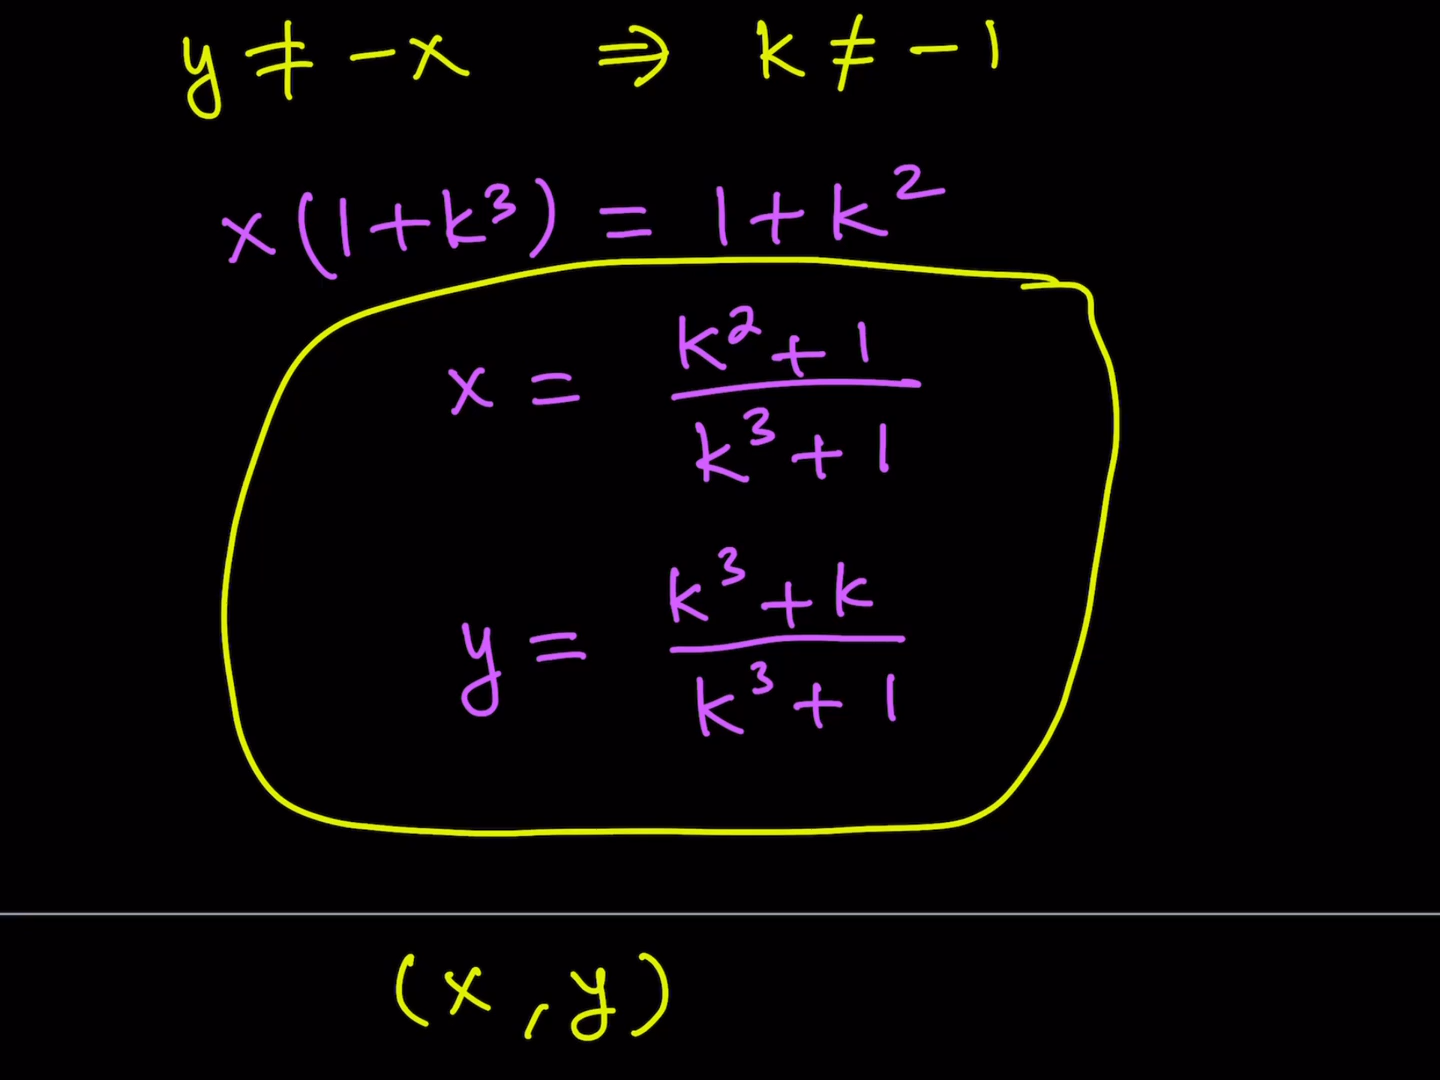 y ≠ -x ⇒ k ≠ -1
x(1+k³) = 1+k²
x = (k²+1)/(k³+1)
y = (k³+k)/(k³+1)
(x, y)